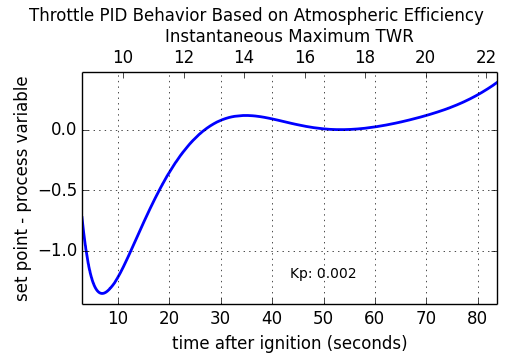 Throttle PID Behavior Based on Atmospheric Efficiency
Instantaneous Maximum TWR
10 12 14 15 17 18 20 22
set point - process variable
0.0
−0.5
−1.0
Kp: 0.002
10 20 30 40 50 60 70 80
time after ignition (seconds)